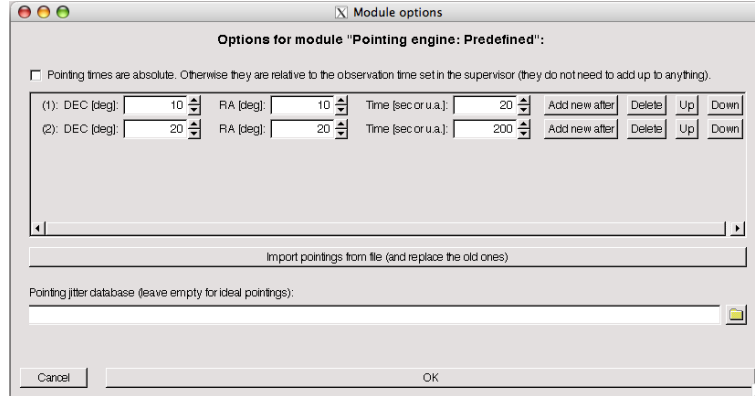 Module options
Options for module "Pointing engine: Predefined":
Pointing times are absolute. Otherwise they are relative to the observation time set in the supervisor (they do not need to add up to anything).
(1): DEC [deg]: 10 RA [deg]: 10 Time [sec or u.a.]: 20 Add new after Delete Up Down
(2): DEC [deg]: 20 RA [deg]: 20 Time [sec or u.a.]: 200 Add new after Delete Up Down
Import pointings from file (and replace the old ones)
Pointing jitter database (leave empty for ideal pointings):
Cancel OK